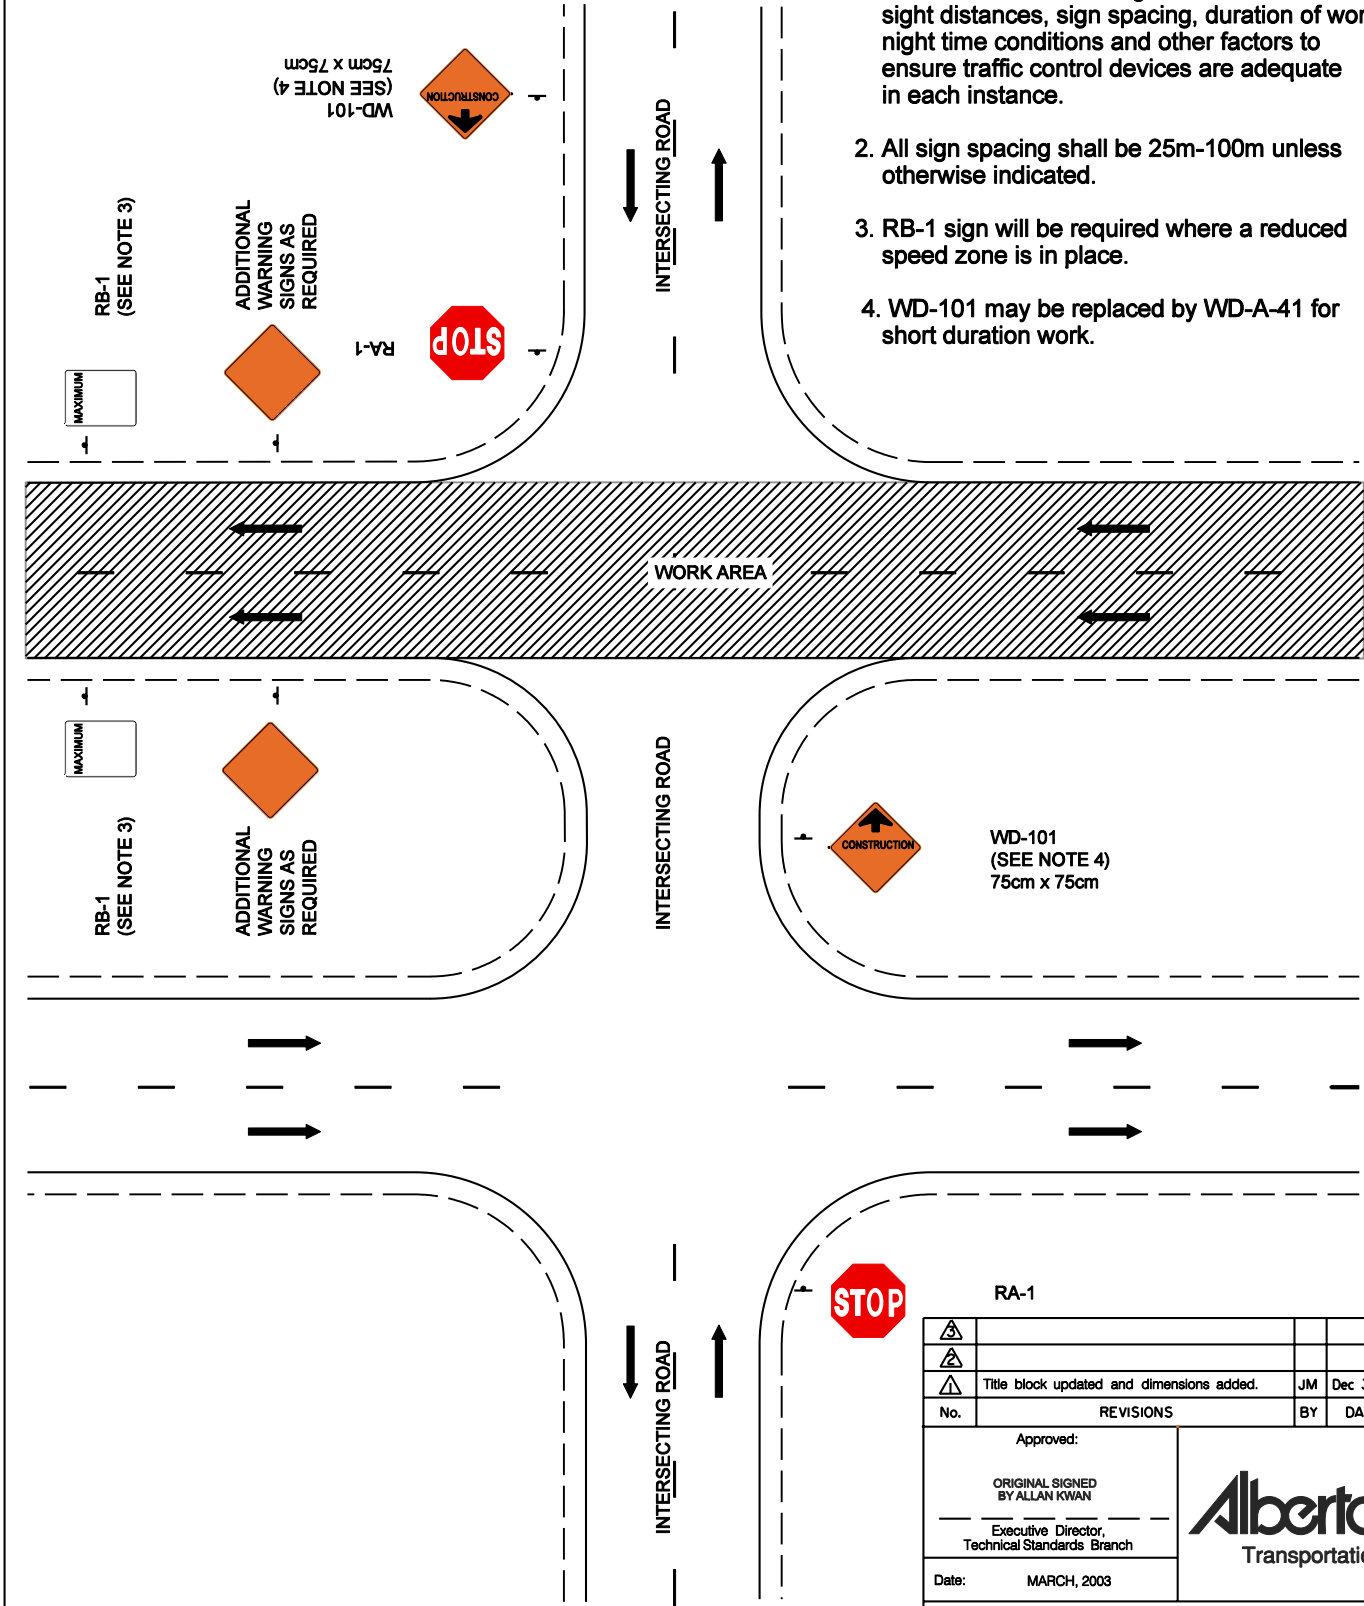 sight distances, sign spacing, duration of wor
night time conditions and other factors to
ensure traffic control devices are adequate
in each instance.
2. All sign spacing shall be 25m-100m unless
otherwise indicated.
3. RB-1 sign will be required where a reduced
speed zone is in place.
4. WD-101 may be replaced by WD-A-41 for
short duration work.
WD-101
(SEE NOTE 4)
75cm x 75cm
CONSTRUCTION
INTERSECTING ROAD
RB-1
(SEE NOTE 3)
ADDITIONAL
WARNING
SIGNS AS
REQUIRED
RA-1
STOP
MAXIMUM
WORK AREA
MAXIMUM
RB-1
(SEE NOTE 3)
ADDITIONAL
WARNING
SIGNS AS
REQUIRED
INTERSECTING ROAD
CONSTRUCTION
WD-101
(SEE NOTE 4)
75cm x 75cm
STOP
RA-1
INTERSECTING ROAD
3
2
1 Title block updated and dimensions added. JM Dec
No. REVISIONS BY DA
Approved:
ORIGINAL SIGNED
BY ALLAN KWAN
Executive Director,
Technical Standards Branch
Date: MARCH, 2003
Alberta
Transportati